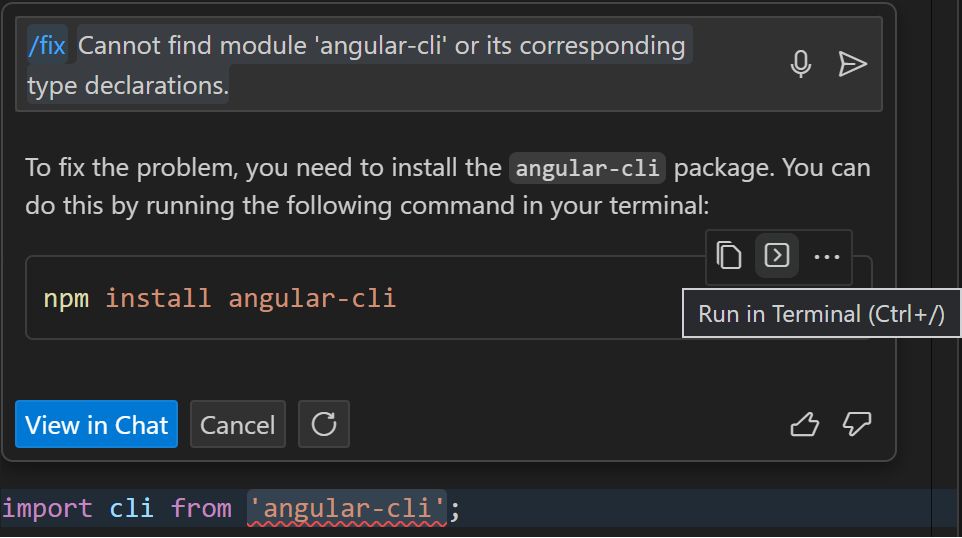 /fix Cannot find module 'angular-cli' or its corresponding
type declarations.
To fix the problem, you need to install the angular-cli package. You can
do this by running the following command in your terminal:
npm install angular-cli
Run in Terminal (Ctrl+/)
View in Chat Cancel
import cli from 'angular-cli';